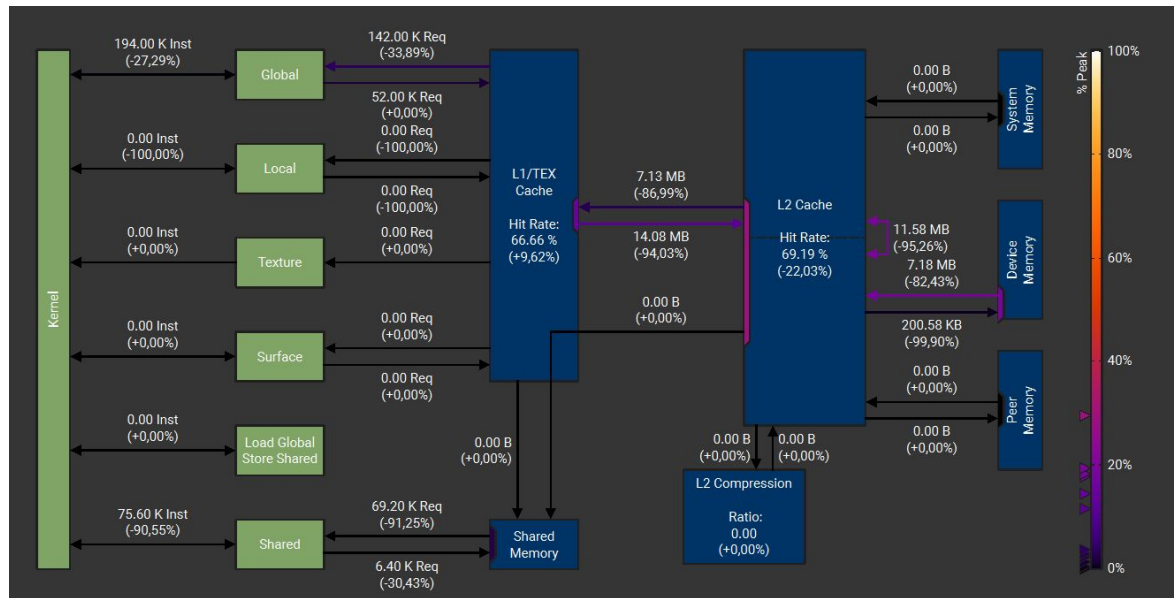 194.00 K Inst
(-27,29%)
Global
142.00 K Req
(-33,89%)
52.00 K Req
(+0,00%)
0.00 Inst
(-100,00%)
Local
0.00 Req
(-100,00%)
0.00 Req
(-100,00%)
0.00 Inst
(+0,00%)
Texture
0.00 Req
(+0,00%)
0.00 Inst
(+0,00%)
Surface
0.00 Req
(+0,00%)
0.00 Req
(+0,00%)
0.00 Inst
(+0,00%)
Load Global
Store Shared
75.60 K Inst
(-90,55%)
Shared
69.20 K Req
(-91,25%)
6.40 K Req
(-30,43%)
Kernel
L1/TEX
Cache
Hit Rate:
66.66 %
(+9,62%)
0.00 B
(+0,00%)
Shared
Memory
7.13 MB
(-86,99%)
14.08 MB
(-94,03%)
0.00 B
(+0,00%)
L2 Cache
Hit Rate:
69.19 %
(-22,03%)
0.00 B
(+0,00%)
0.00 B
(+0,00%)
L2 Compression
Ratio:
0.00
(+0,00%)
0.00 B
(+0,00%)
0.00 B
(+0,00%)
System
Memory
11.58 MB
(-95,26%)
7.18 MB
(-82,43%)
200.58 KB
(-99,90%)
Device
Memory
0.00 B
(+0,00%)
0.00 B
(+0,00%)
Peer
Memory
% Peak
100%
80%
60%
40%
20%
0%